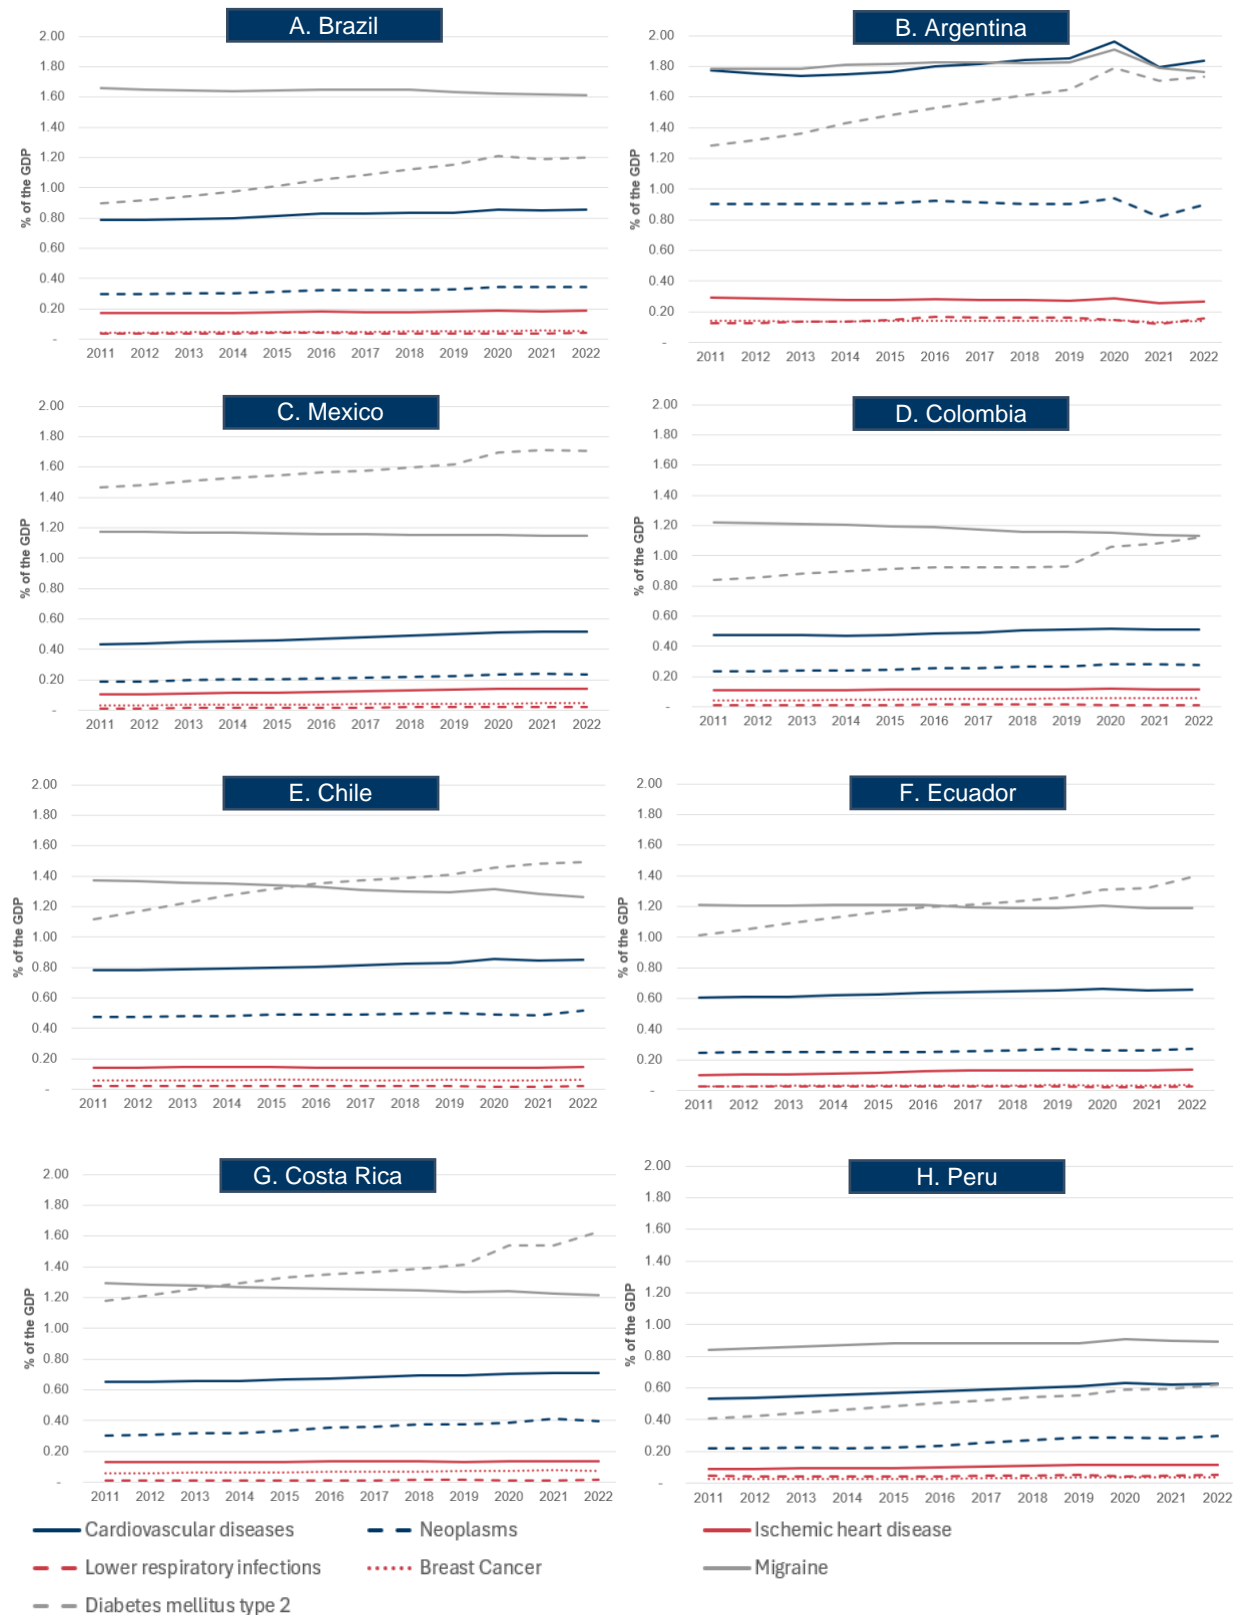 A. Brazil
% of the GDP
2.00
1.80
1.60
1.40
1.20
1.00
0.80
0.60
0.40
0.20
-
2011 2012 2013 2014 2015 2016 2017 2018 2019 2020 2021 2022
B. Argentina
% of the GDP
2.00
1.80
1.60
1.40
1.20
1.00
0.80
0.60
0.40
0.20
-
2011 2012 2013 2014 2015 2016 2017 2018 2019 2020 2021 2022
C. Mexico
% of the GDP
2.00
1.80
1.60
1.40
1.20
1.00
0.80
0.60
0.40
0.20
-
2011 2012 2013 2014 2015 2016 2017 2018 2019 2020 2021 2022
D. Colombia
% of the GDP
2.00
1.80
1.60
1.40
1.20
1.00
0.80
0.60
0.40
0.20
-
2011 2012 2013 2014 2015 2016 2017 2018 2019 2020 2021 2022
E. Chile
% of the GDP
2.00
1.80
1.60
1.40
1.20
1.00
0.80
0.60
0.40
0.20
-
2011 2012 2013 2014 2015 2016 2017 2018 2019 2020 2021 2022
F. Ecuador
% of the GDP
2.00
1.80
1.60
1.40
1.20
1.00
0.80
0.60
0.40
0.20
-
2011 2012 2013 2014 2015 2016 2017 2018 2019 2020 2021 2022
G. Costa Rica
% of the GDP
2.00
1.80
1.60
1.40
1.20
1.00
0.80
0.60
0.40
0.20
-
2011 2012 2013 2014 2015 2016 2017 2018 2019 2020 2021 2022
H. Peru
% of the GDP
2.00
1.80
1.60
1.40
1.20
1.00
0.80
0.60
0.40
0.20
-
2011 2012 2013 2014 2015 2016 2017 2018 2019 2020 2021 2022
Cardiovascular diseases
Neoplasms
Ischemic heart disease
Lower respiratory infections
Breast Cancer
Migraine
Diabetes mellitus type 2